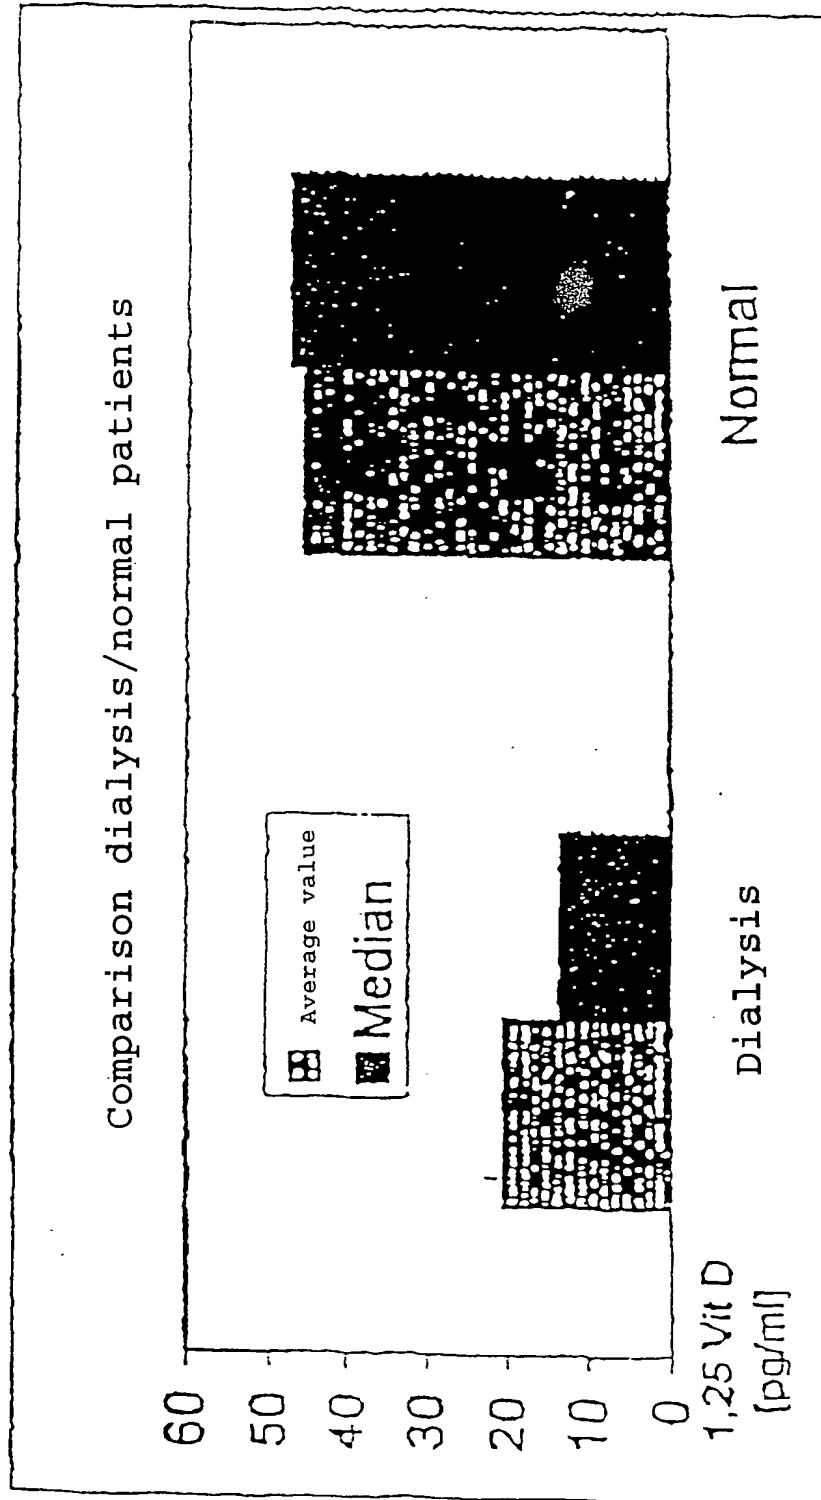 Comparison dialysis/normal patients
60
50
40
30
20
10
0
1,25 Vit D
[pg/ml]
Average value
Median
Dialysis
Normal